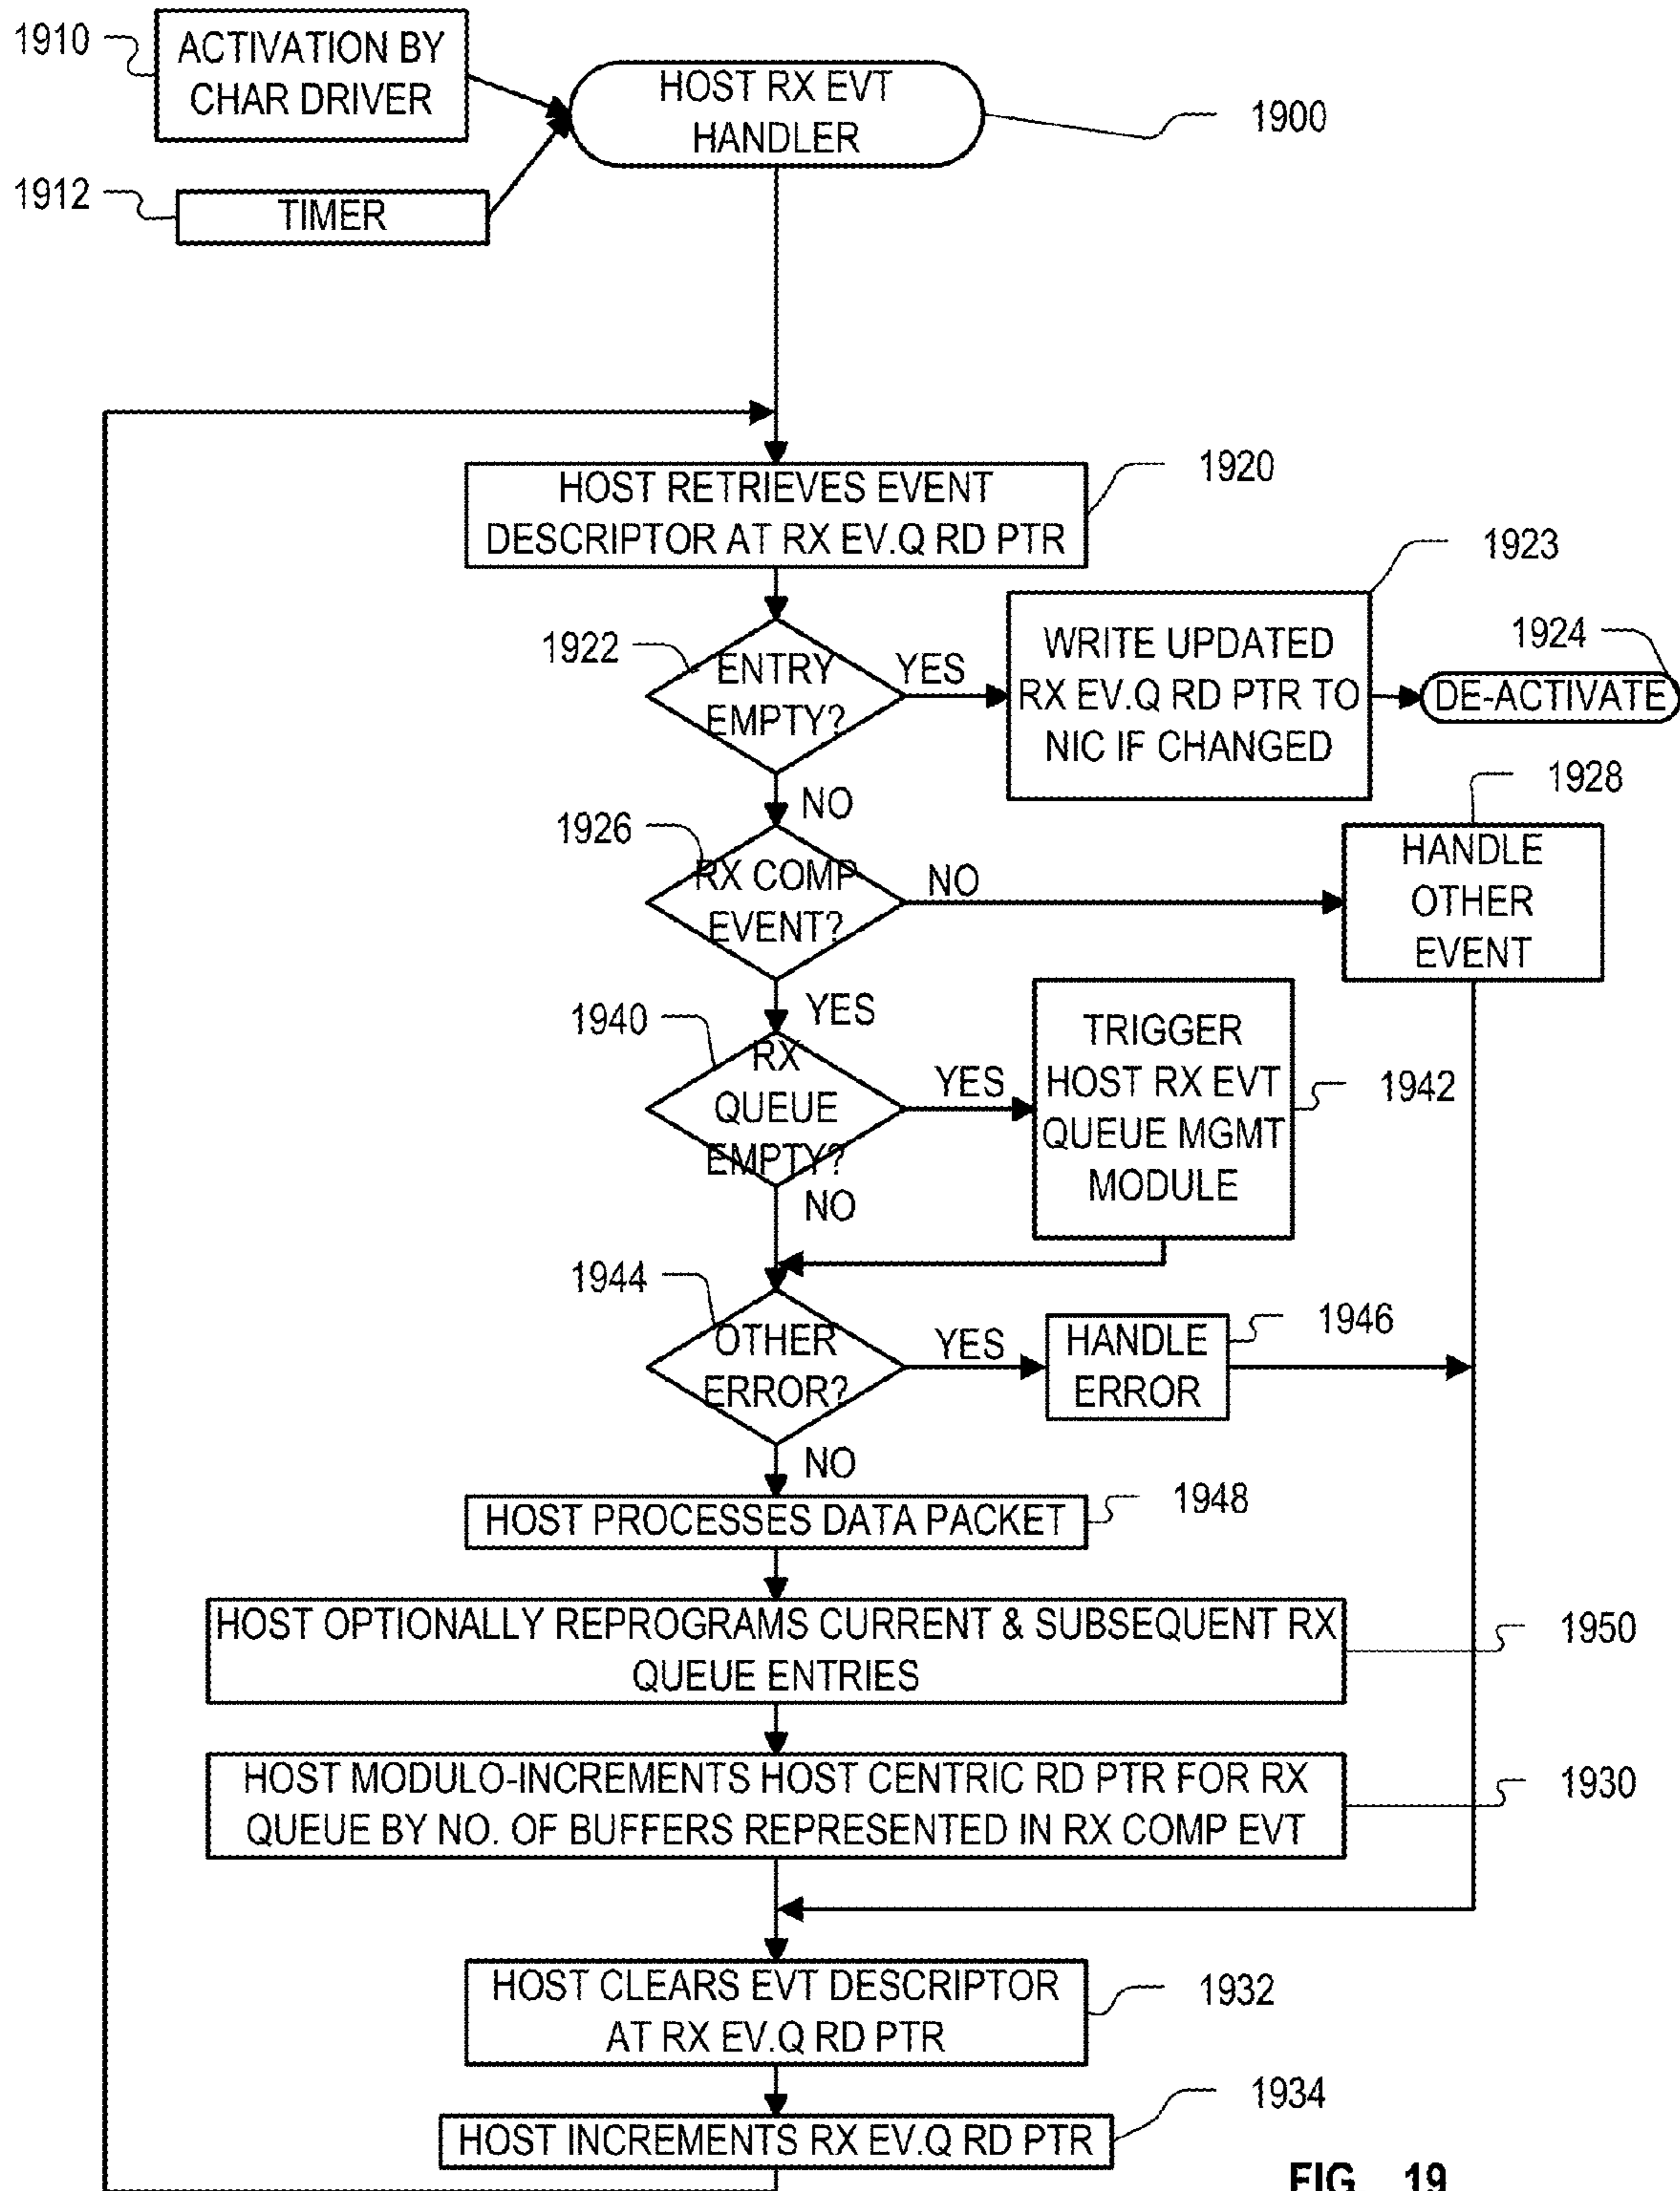 1910
ACTIVATION BY
CHAR DRIVER
HOST RX EVT
HANDLER
1900
1912
TIMER
HOST RETRIEVES EVENT
DESCRIPTOR AT RX EV.Q RD PTR
1920
1922
ENTRY
EMPTY?
YES
WRITE UPDATED
RX EV.Q RD PTR TO
NIC IF CHANGED
1923
1924
DE-ACTIVATE
NO
1926
RX COMP
EVENT?
NO
HANDLE
OTHER
EVENT
1928
YES
1940
RX
QUEUE
EMPTY?
YES
TRIGGER
HOST RX EVT
QUEUE MGMT
MODULE
1942
NO
1944
OTHER
ERROR?
YES
HANDLE
ERROR
1946
NO
HOST PROCESSES DATA PACKET
1948
HOST OPTIONALLY REPROGRAMS CURRENT & SUBSEQUENT RX
QUEUE ENTRIES
1950
HOST MODULO-INCREMENTS HOST CENTRIC RD PTR FOR RX
QUEUE BY NO. OF BUFFERS REPRESENTED IN RX COMP EVT
1930
HOST CLEARS EVT DESCRIPTOR
AT RX EV.Q RD PTR
1932
HOST INCREMENTS RX EV.Q RD PTR
1934
FIG. 19